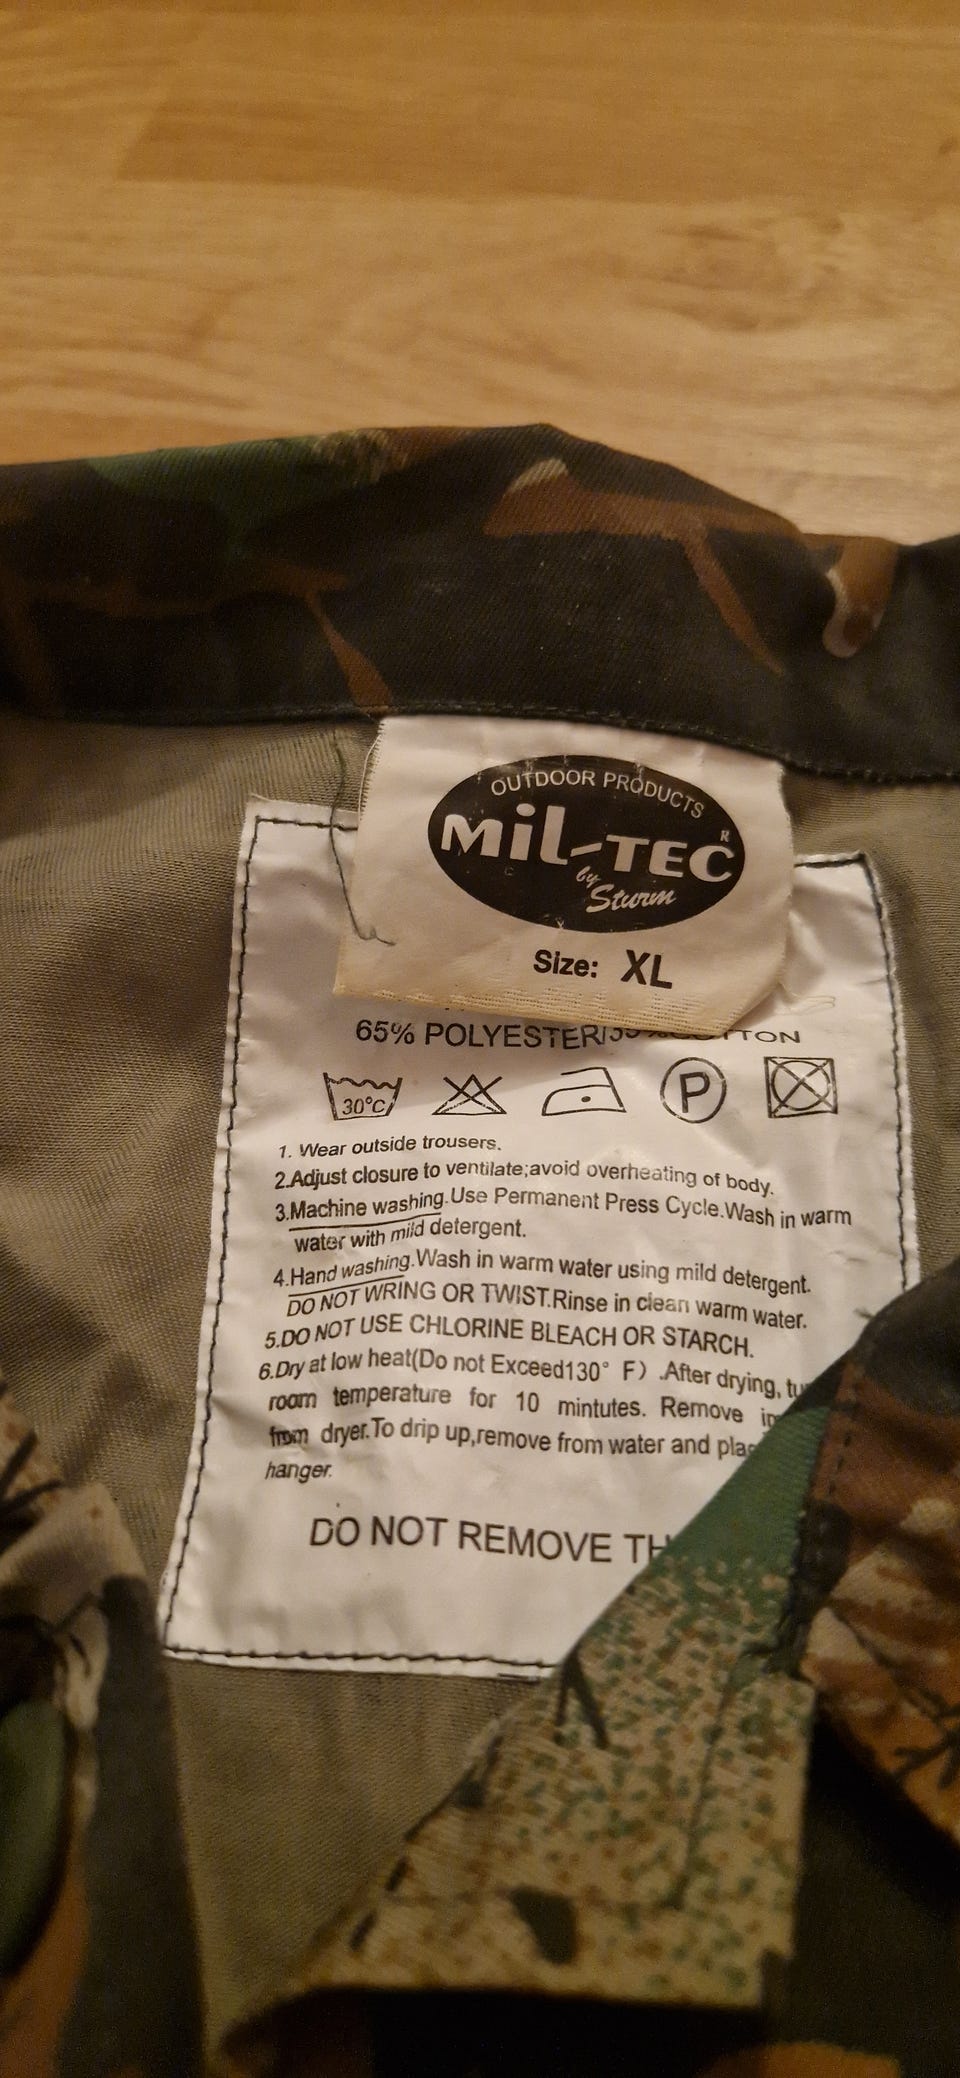 OUTDOOR PRODUCTS
MiL-TEC R
by
Sturm
Size: XL
65% POLYESTER/35%COTTON
30°C P
1. Wear outside trousers.
2.Adjust closure to ventilate;avoid overheating of body.
3.Machine washing.Use Permanent Press Cycle.Wash in warm
water with mild detergent.
4.Hand washing.Wash in warm water using mild detergent.
DO NOT WRING OR TWIST.Rinse in clean warm water.
5.DO NOT USE CHLORINE BLEACH OR STARCH.
6.Dry at low heat(Do not Exceed130° F) .After drying,
room temperature for 10 mintutes. Remove
from dryer.To drip up,remove from water and
hanger.
DO NOT REMOVE